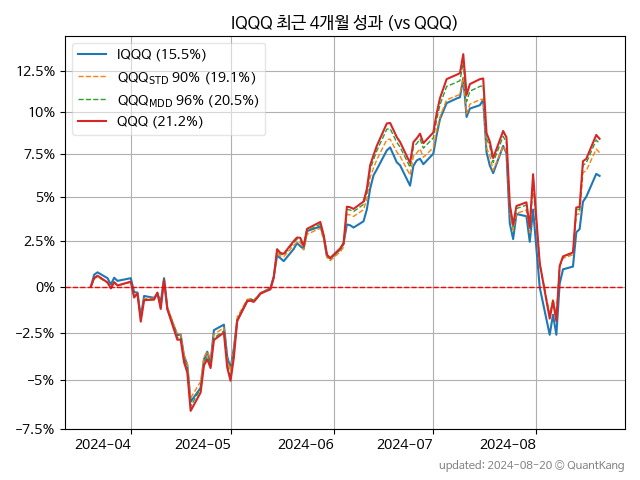 IQQQ 최근 4개월 성과 (vs QQQ)
IQQQ (15.5%)
QQQSTD 90% (19.1%)
QQQMDD 96% (20.5%)
QQQ (21.2%)
12.5%
10%
7.5%
5%
2.5%
0%
−2.5%
−5%
−7.5%
2024−04 2024−05 2024−06 2024−07 2024−08
updated: 2024−08−20 © QuantKang